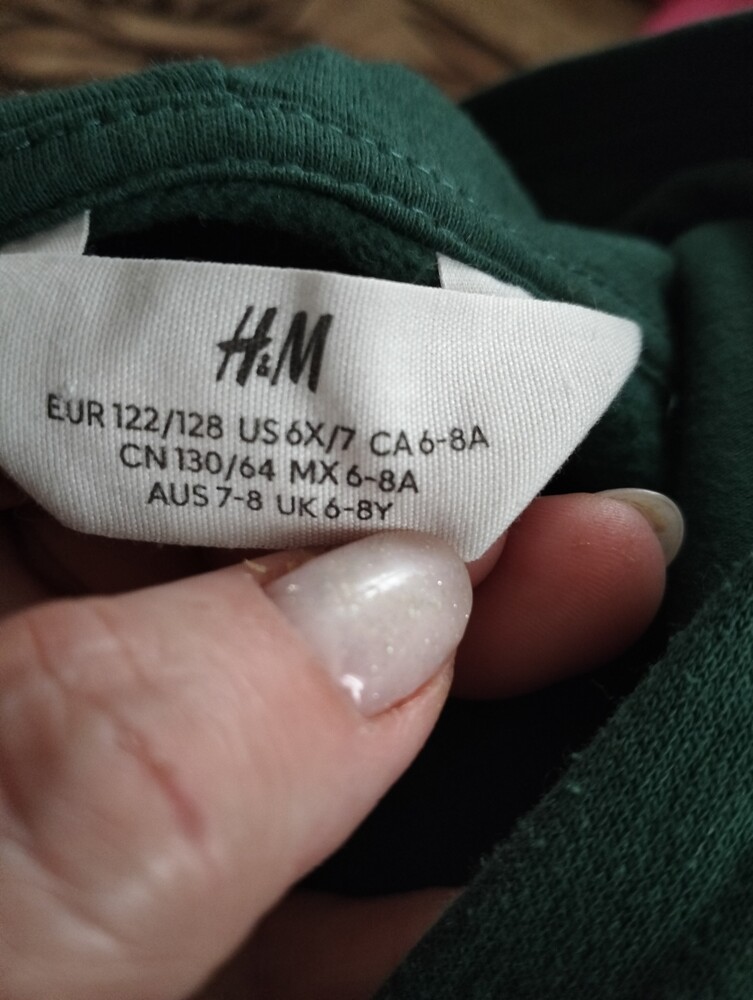 H&M
EUR 122/128 US 6X/7 CA 6-8A
CN 130/64 MX 6-8A
AUS 7-8 UK 6-8Y